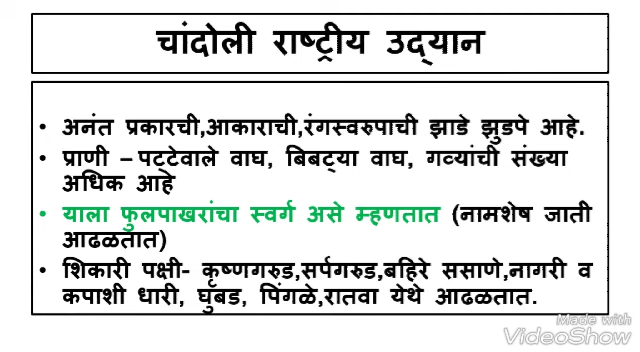 चांदोली राष्ट्रीय उद्यान
• अनंत प्रकारची,आकाराची,रंगस्वरुपाची झाडे झुडपे आहे.
• प्राणी – पट्टेवाले वाघ, बिबट्या वाघ, गव्यांची संख्या
अधिक आहे
• याला फुलपाखरांचा स्वर्ग असे म्हणतात (नामशेष जाती
आढळतात)
• शिकारी पक्षी- कृष्णगरुड,सर्पगरुड,बहिरे ससाणे,नागरी व
कपाशी धारी, घुबड, पिंगळे,रातवा येथे आढळतात.
Made with
VideoShow